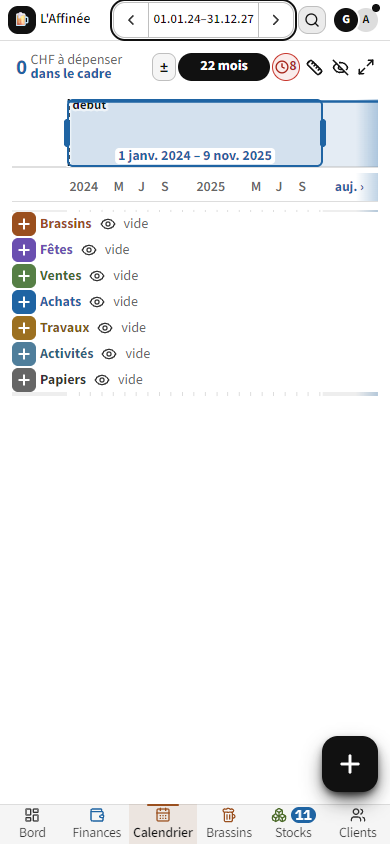 L'Affinée
01.01.24–31.12.27
G
A
0 CHF à dépenser
dans le cadre
±
22 mois
8
début
1 janv. 2024 – 9 nov. 2025
2024 M J S 2025 M J S auj. ›
Brassins vide
Fêtes vide
Ventes vide
Achats vide
Travaux vide
Activités vide
Papiers vide
Bord
Finances
Calendrier
Brassins
Stocks 11
Clients